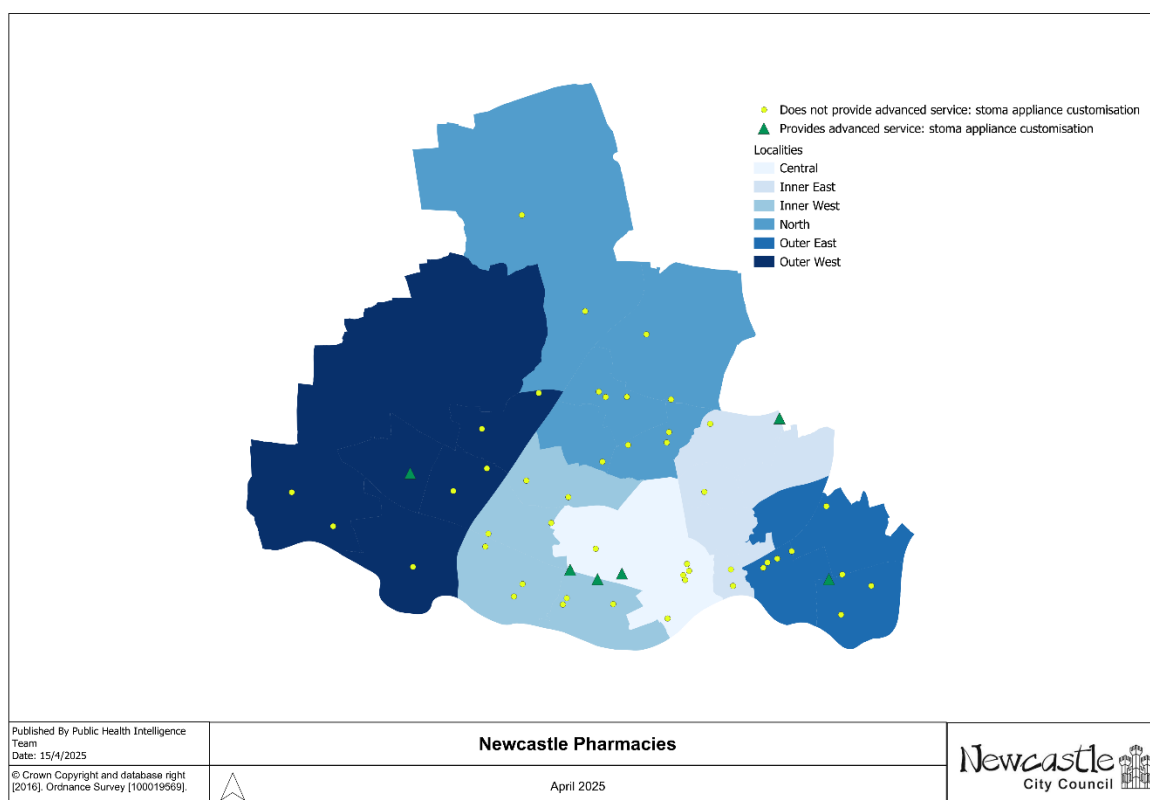 Does not provide advanced service: stoma appliance customisation
Provides advanced service: stoma appliance customisation
Localities
Central
Inner East
Inner West
North
Outer East
Outer West
Published By Public Health Intelligence
Team
Date: 15/4/2025
© Crown Copyright and database right
[2016]. Ordnance Survey [100019569].
Newcastle Pharmacies
April 2025
Newcastle
City Council